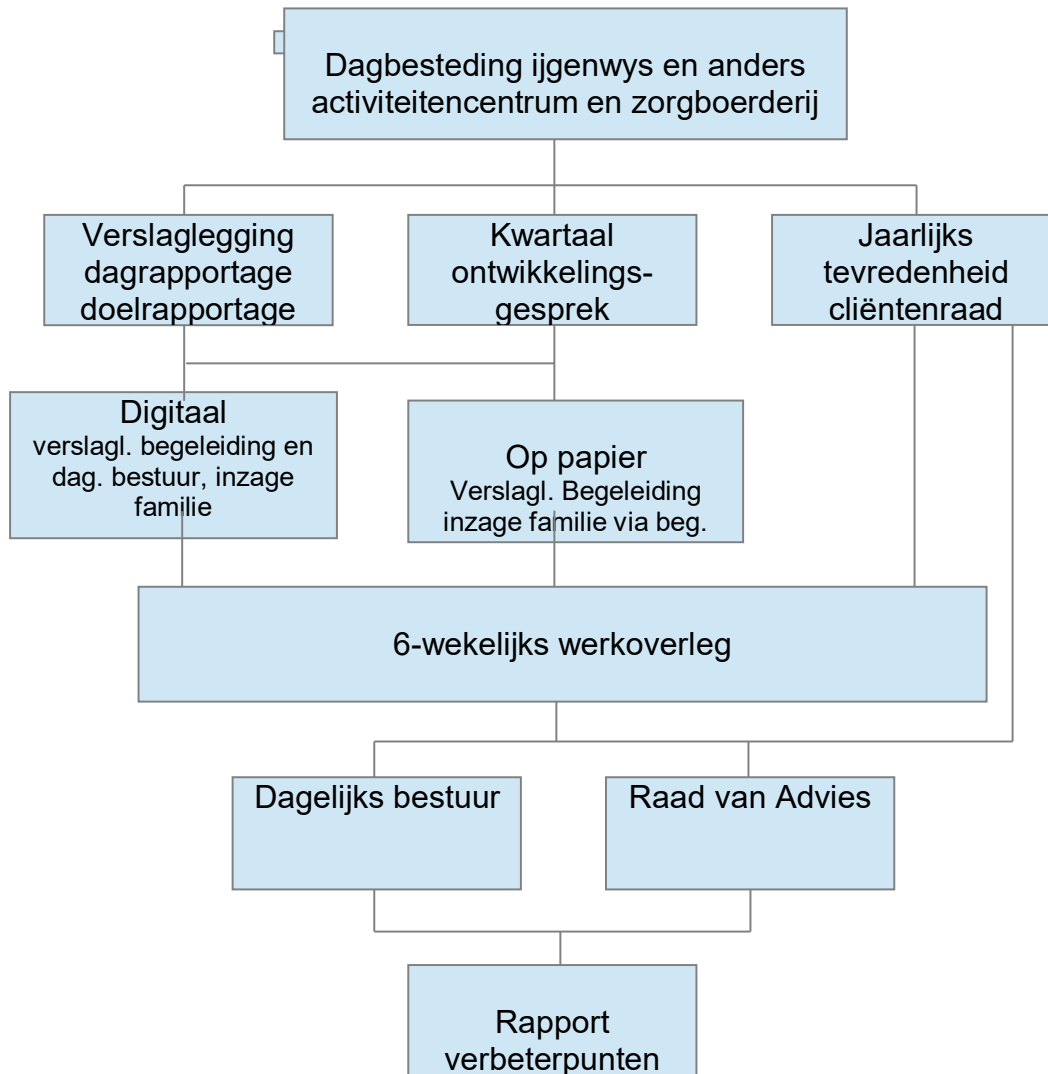 Dagbesteding ijgenwys en anders
activiteitencentrum en zorgboerderij
Verslaglegging
dagrapportage
doelrapportage
Kwartaal
ontwikkelings-
gesprek
Jaarlijks
tevredenheid
cliëntenraad
Digitaal
verslagl. begeleiding en
dag. bestuur, inzage
familie
Op papier
Verslagl. Begeleiding
inzage familie via beg.
6-wekelijks werkoverleg
Dagelijks bestuur
Raad van Advies
Rapport
verbeterpunten